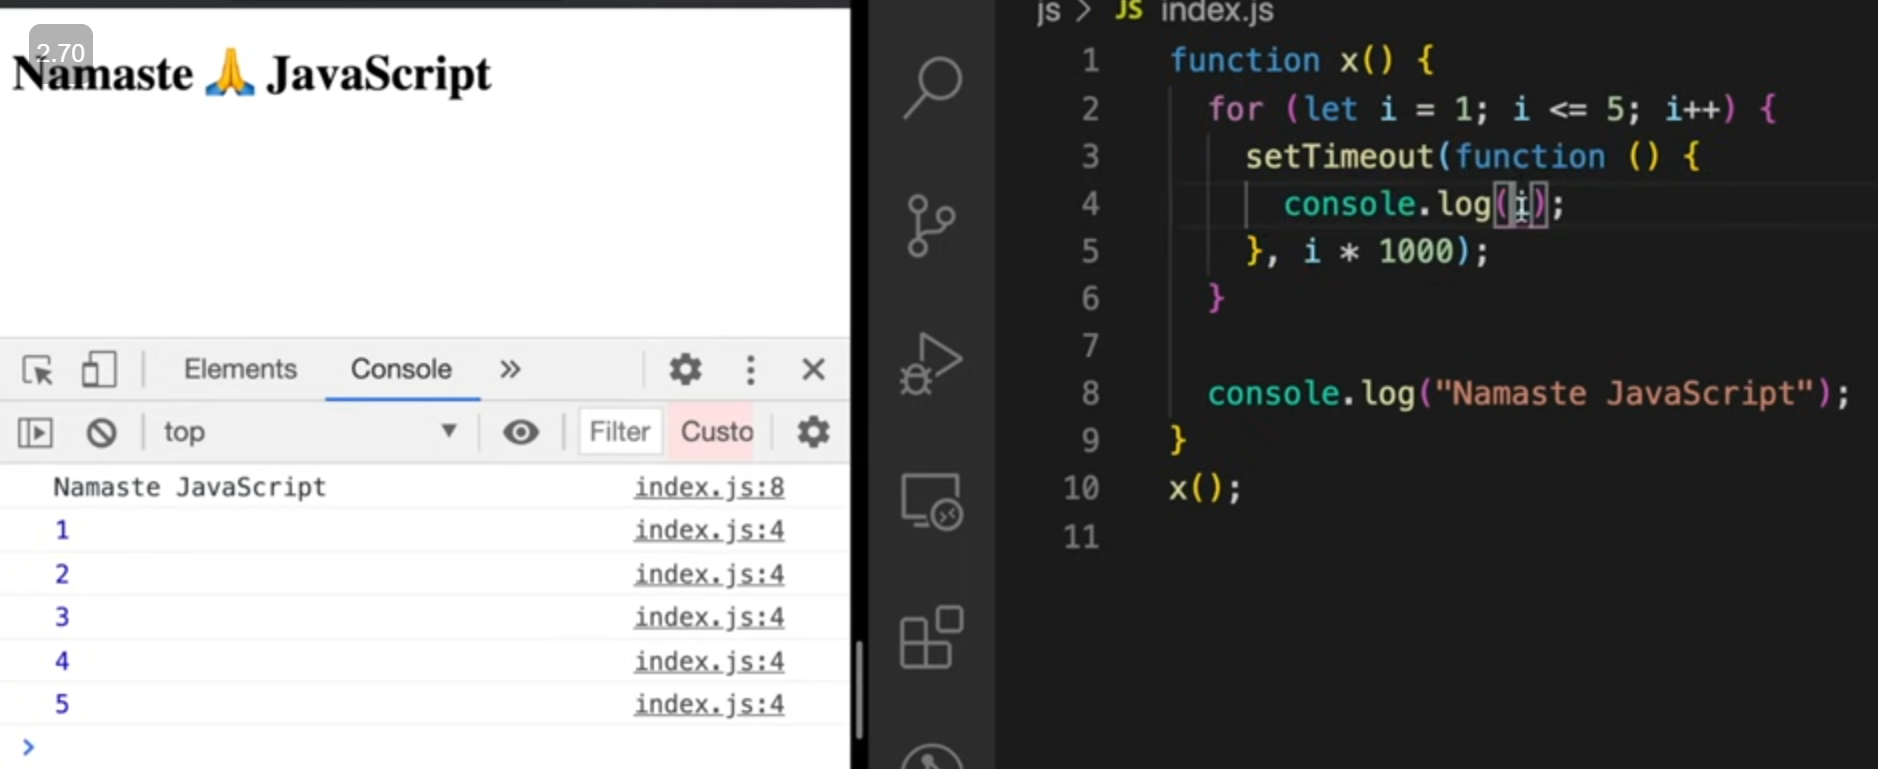 2.70
Namaste 🙏 JavaScript
Elements Console »
top Filter Custo
Namaste JavaScript index.js:8
1 index.js:4
2 index.js:4
3 index.js:4
4 index.js:4
5 index.js:4
>
js > JS index.js
1 function x() {
2 for (let i = 1; i <= 5; i++) {
3 setTimeout(function () {
4 console.log(i);
5 }, i * 1000);
6 }
7
8 console.log("Namaste JavaScript");
9 }
10 x();
11